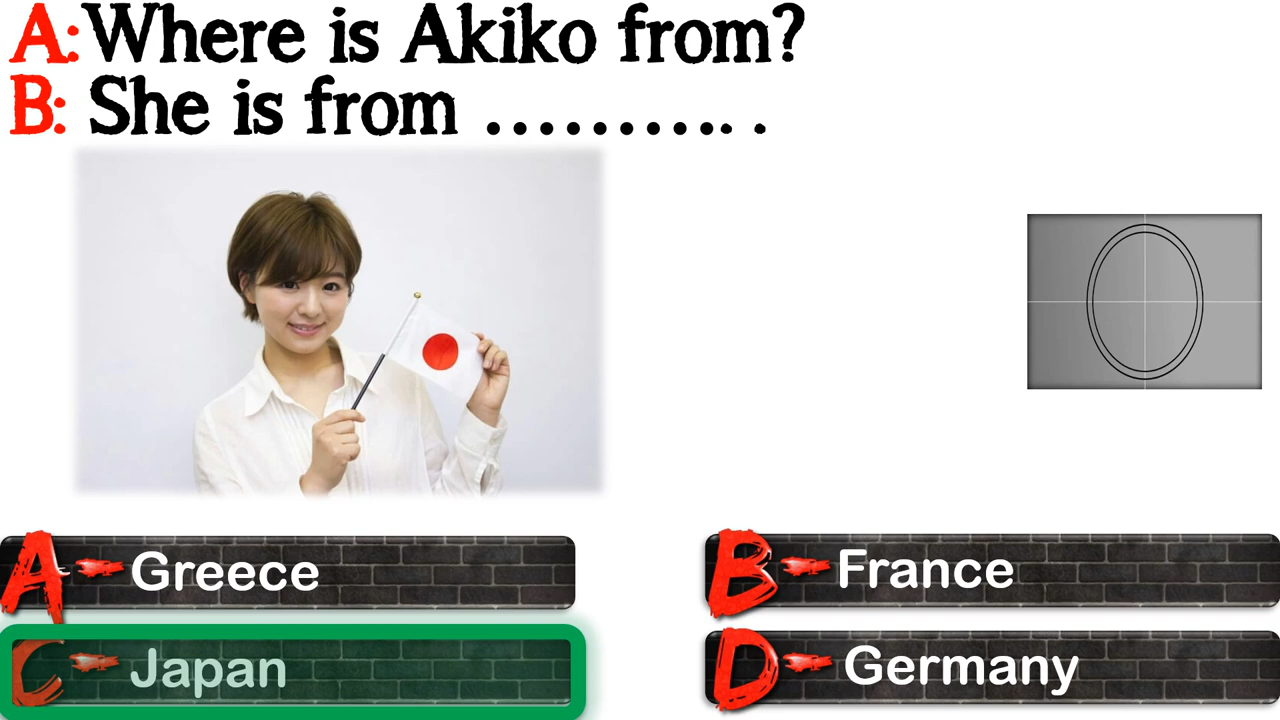 A: Where is Akiko from?
B: She is from ........... .
A - Greece
B - France
C - Japan
D - Germany